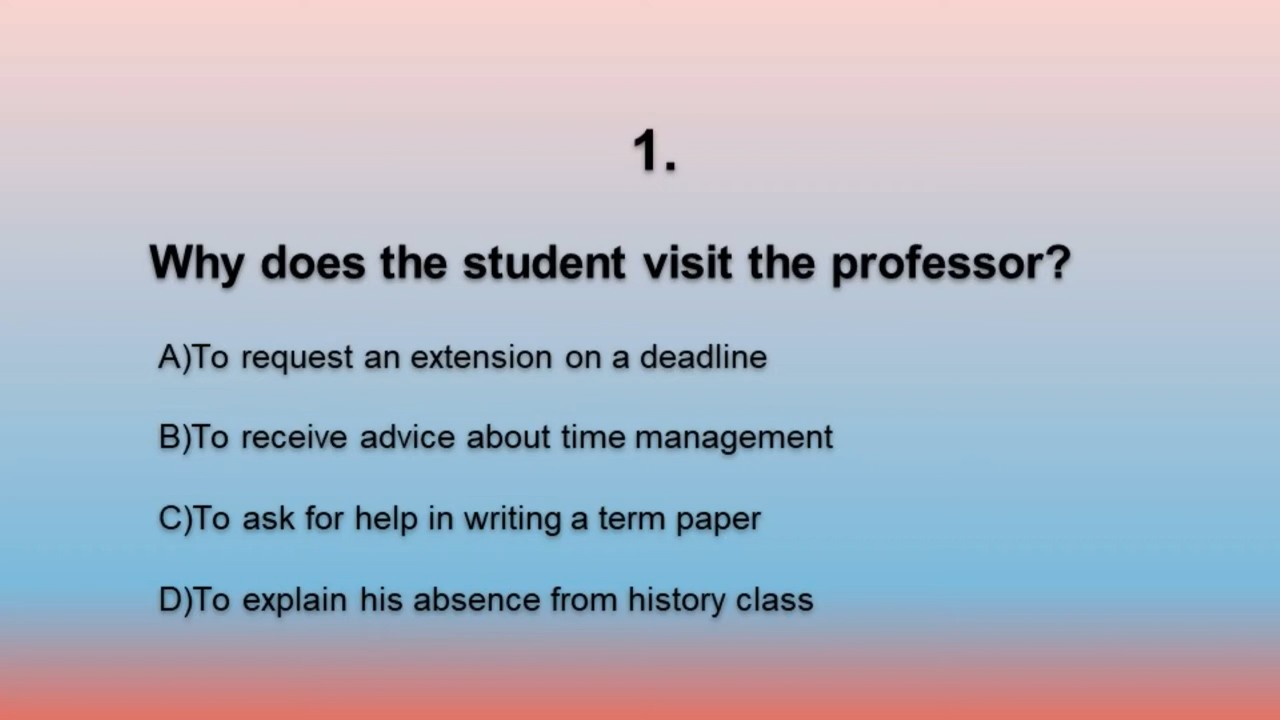 1.
Why does the student visit the professor?
A)To request an extension on a deadline
B)To receive advice about time management
C)To ask for help in writing a term paper
D)To explain his absence from history class